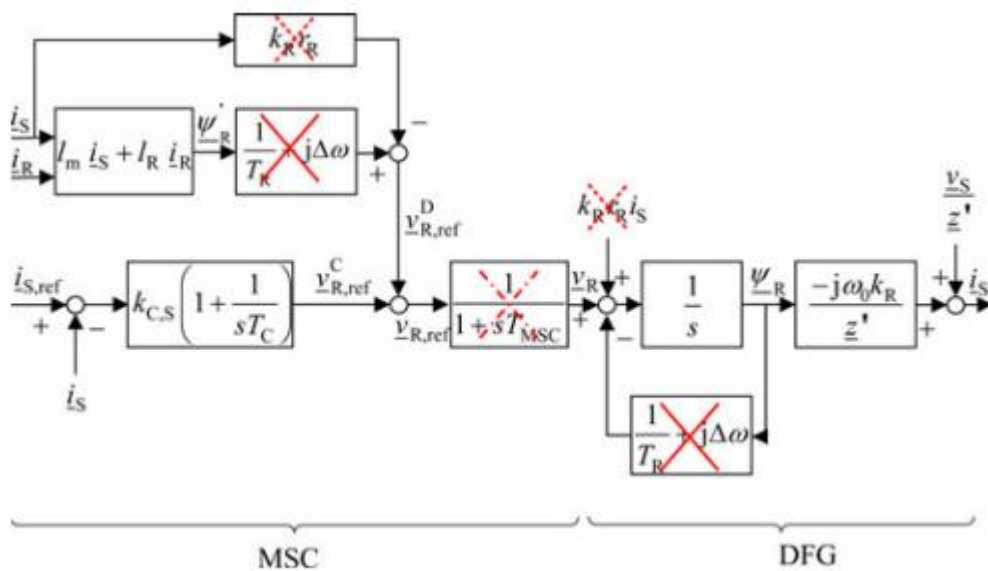 k_R r_R
i_S
i_R
l_m i_S + l_R i_R
ψ*_R
1/T_R + jΔω
−
+
v^D_R,ref
k_R r_R i_S
v_S/z'
i_S,ref
+
−
i_S
k_C,S (1 + 1/(sT_C))
v^C_R,ref
v_R,ref
1/(1 + sT_MSC)
v_R
+
+
−
1/s
ψ_R
−jω_0 k_R/z'
+
+
i_S
1/T_R + jΔω
MSC
DFG